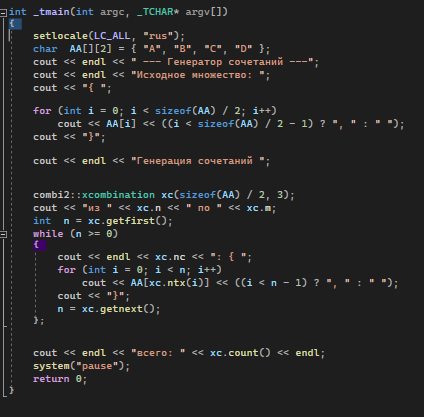 int _tmain(int argc, _TCHAR* argv[])
{
setlocale(LC_ALL, "rus");
char  AA[][2] = { "A", "B", "C", "D" };
cout << endl << " --- Генератор сочетаний ---";
cout << endl << "Исходное множество: ";
cout << "{ ";
for (int i = 0; i < sizeof(AA) / 2; i++)
cout << AA[i] << ((i < sizeof(AA) / 2 - 1) ? ", " : " ");
cout << "}";
cout << endl << "Генерация сочетаний ";
combi2::xcombination xc(sizeof(AA) / 2, 3);
cout << "из " << xc.n << " по " << xc.m;
int  n = xc.getfirst();
while (n >= 0)
{
cout << endl << xc.nc << ": { ";
for (int i = 0; i < n; i++)
cout << AA[xc.ntx(i)] << ((i < n - 1) ? ", " : " ");
cout << "}";
n = xc.getnext();
};
cout << endl << "всего: " << xc.count() << endl;
system("pause");
return 0;
}